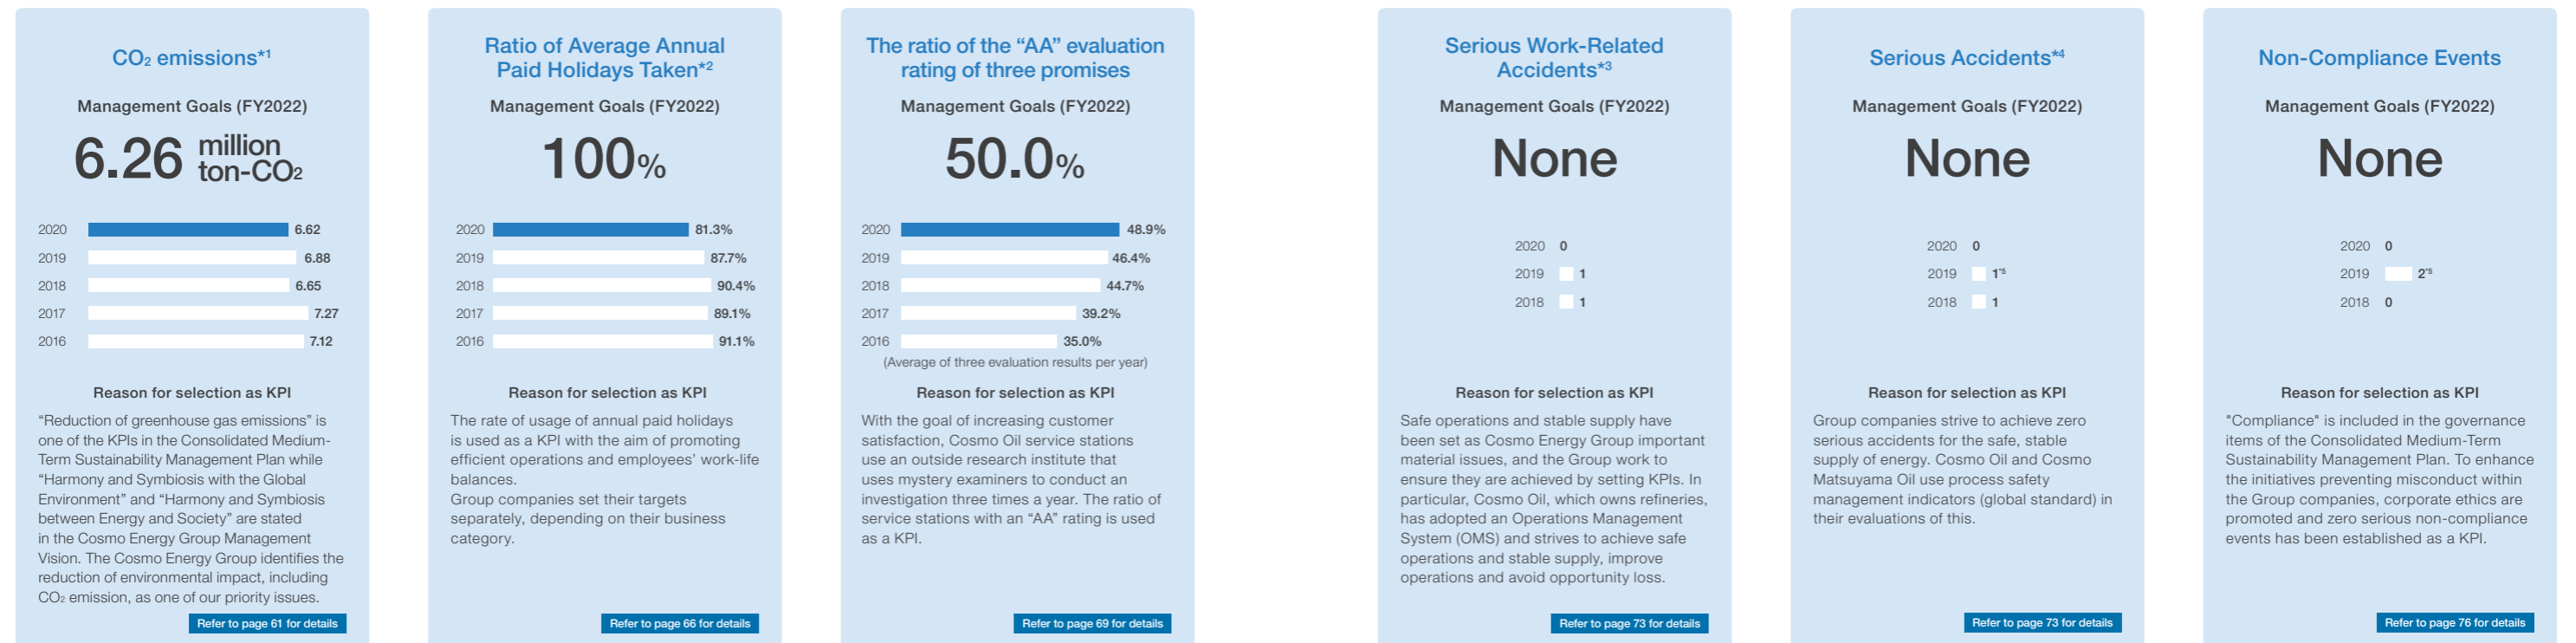 CO₂ emissions*1
Management Goals (FY2022)
6.26 million
ton-CO₂
2020 6.62
2019 6.88
2018 6.65
2017 7.27
2016 7.12
Reason for selection as KPI
“Reduction of greenhouse gas emissions” is
one of the KPIs in the Consolidated Medium-
Term Sustainability Management Plan while
“Harmony and Symbiosis with the Global
Environment” and “Harmony and Symbiosis
between Energy and Society” are stated
in the Cosmo Energy Group Management
Vision. The Cosmo Energy Group identifies the
reduction of environmental impact, including
CO₂ emission, as one of our priority issues.
Refer to page 61 for details
Ratio of Average Annual
Paid Holidays Taken*2
Management Goals (FY2022)
100%
2020 81.3%
2019 87.7%
2018 90.4%
2017 89.1%
2016 91.1%
Reason for selection as KPI
The rate of usage of annual paid holidays
is used as a KPI with the aim of promoting
efficient operations and employees’ work-life
balances.
Group companies set their targets
separately, depending on their business
category.
Refer to page 66 for details
The ratio of the “AA” evaluation
rating of three promises
Management Goals (FY2022)
50.0%
2020 48.9%
2019 46.4%
2018 44.7%
2017 39.2%
2016 35.0%
(Average of three evaluation results per year)
Reason for selection as KPI
With the goal of increasing customer
satisfaction, Cosmo Oil service stations
use an outside research institute that
uses mystery examiners to conduct an
investigation three times a year. The ratio of
service stations with an “AA” rating is used
as a KPI.
Refer to page 69 for details
Serious Work-Related
Accidents*3
Management Goals (FY2022)
None
2020 0
2019 1
2018 1
Reason for selection as KPI
Safe operations and stable supply have
been set as Cosmo Energy Group important
material issues, and the Group work to
ensure they are achieved by setting KPIs. In
particular, Cosmo Oil, which owns refineries,
has adopted an Operations Management
System (OMS) and strives to achieve safe
operations and stable supply, improve
operations and avoid opportunity loss.
Refer to page 73 for details
Serious Accidents*4
Management Goals (FY2022)
None
2020 0
2019 1*5
2018 1
Reason for selection as KPI
Group companies strive to achieve zero
serious accidents for the safe, stable
supply of energy. Cosmo Oil and Cosmo
Matsuyama Oil use process safety
management indicators (global standard) in
their evaluations of this.
Refer to page 73 for details
Non-Compliance Events
Management Goals (FY2022)
None
2020 0
2019 2*5
2018 0
Reason for selection as KPI
"Compliance" is included in the governance
items of the Consolidated Medium-Term
Sustainability Management Plan. To enhance
the initiatives preventing misconduct within
the Group companies, corporate ethics are
promoted and zero serious non-compliance
events has been established as a KPI.
Refer to page 76 for details